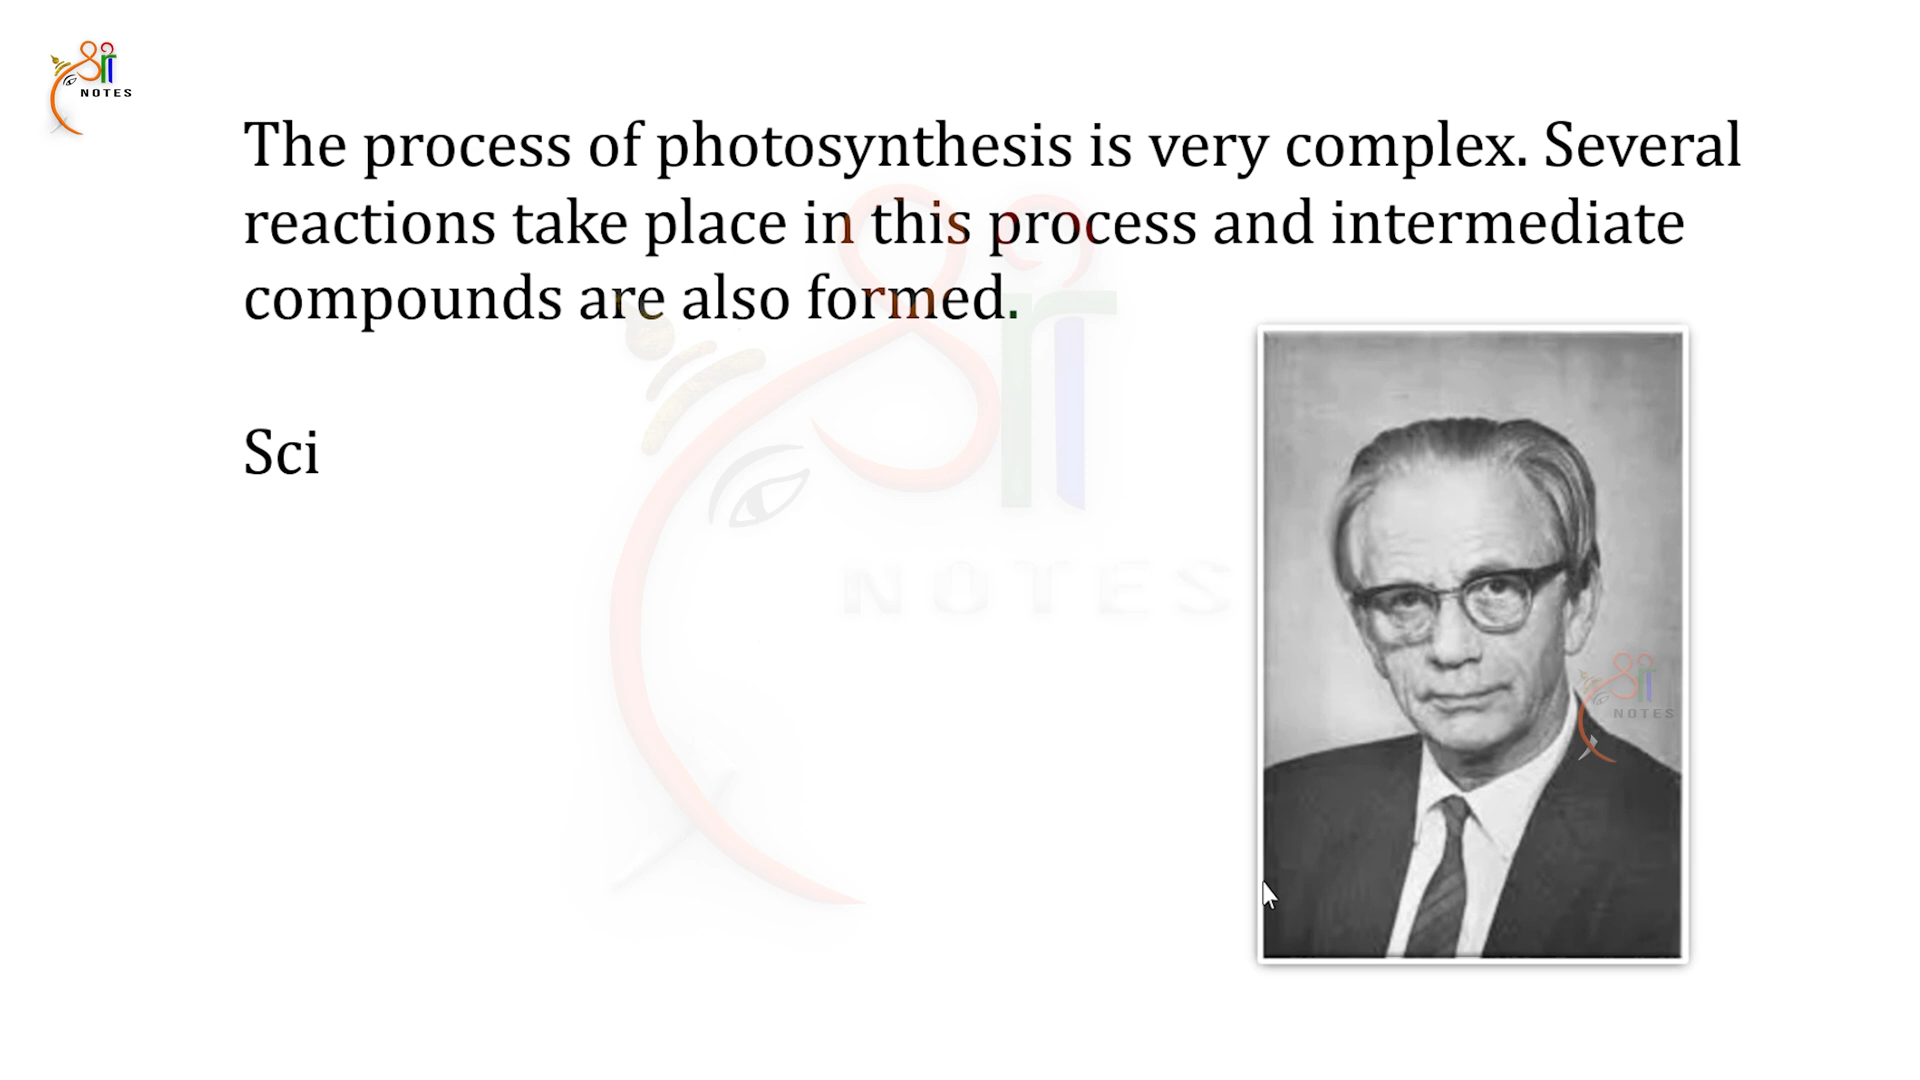 श्री
NOTES
The process of photosynthesis is very complex. Several
reactions take place in this process and intermediate
compounds are also formed.
Sci
श्री
NOTES
श्री
NOTES